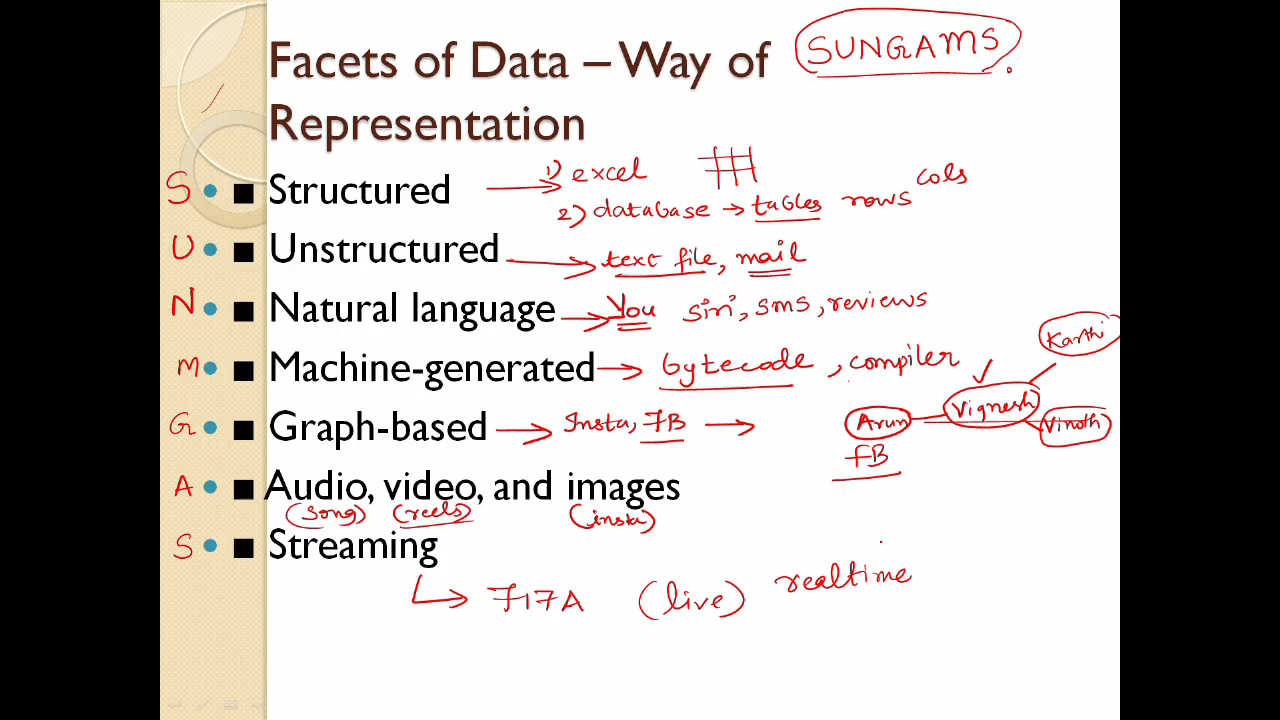 Facets of Data – Way of SUNGAMS
Representation
S • ■ Structured → 1) excel
2) database → tables rows cols
U • ■ Unstructured → text file, mail
N • ■ Natural language → You siri, sms, reviews
Karthi
M • ■ Machine-generated → bytecode, compiler
G • ■ Graph-based → Insta, FB → Arun Vignesh Vinoth
FB
A • ■ Audio, video, and images
(song) (reels) (insta)
S • ■ Streaming
(live) realtime